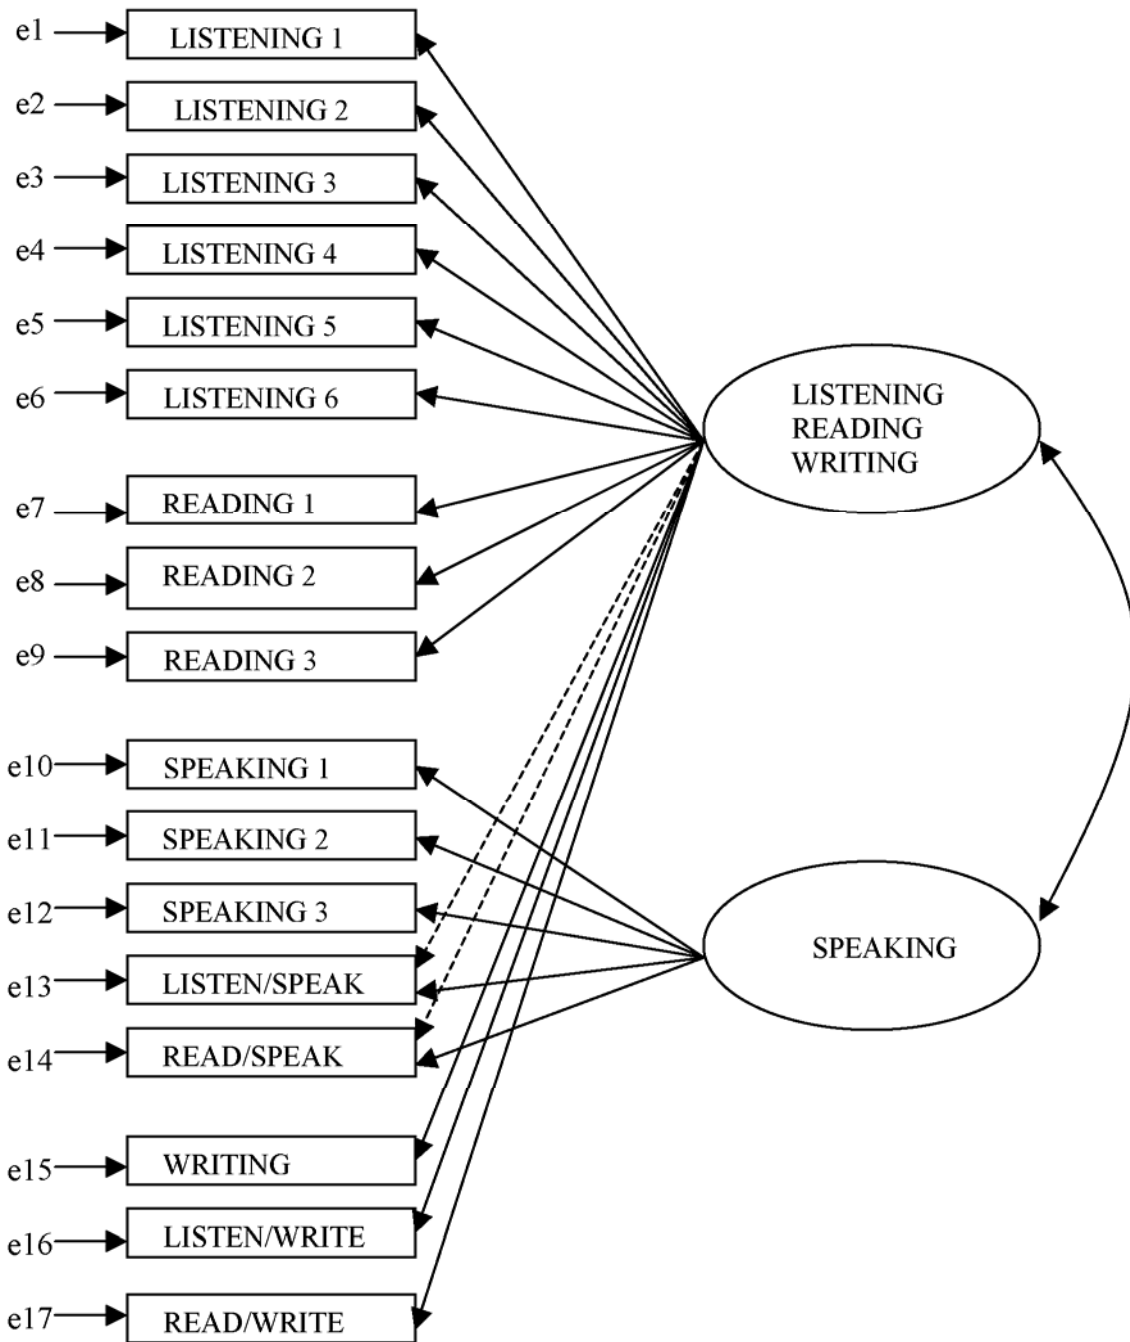 e1 LISTENING 1
e2 LISTENING 2
e3 LISTENING 3
e4 LISTENING 4
e5 LISTENING 5
e6 LISTENING 6
LISTENING
READING
WRITING
e7 READING 1
e8 READING 2
e9 READING 3
e10 SPEAKING 1
e11 SPEAKING 2
e12 SPEAKING 3
SPEAKING
e13 LISTEN/SPEAK
e14 READ/SPEAK
e15 WRITING
e16 LISTEN/WRITE
e17 READ/WRITE